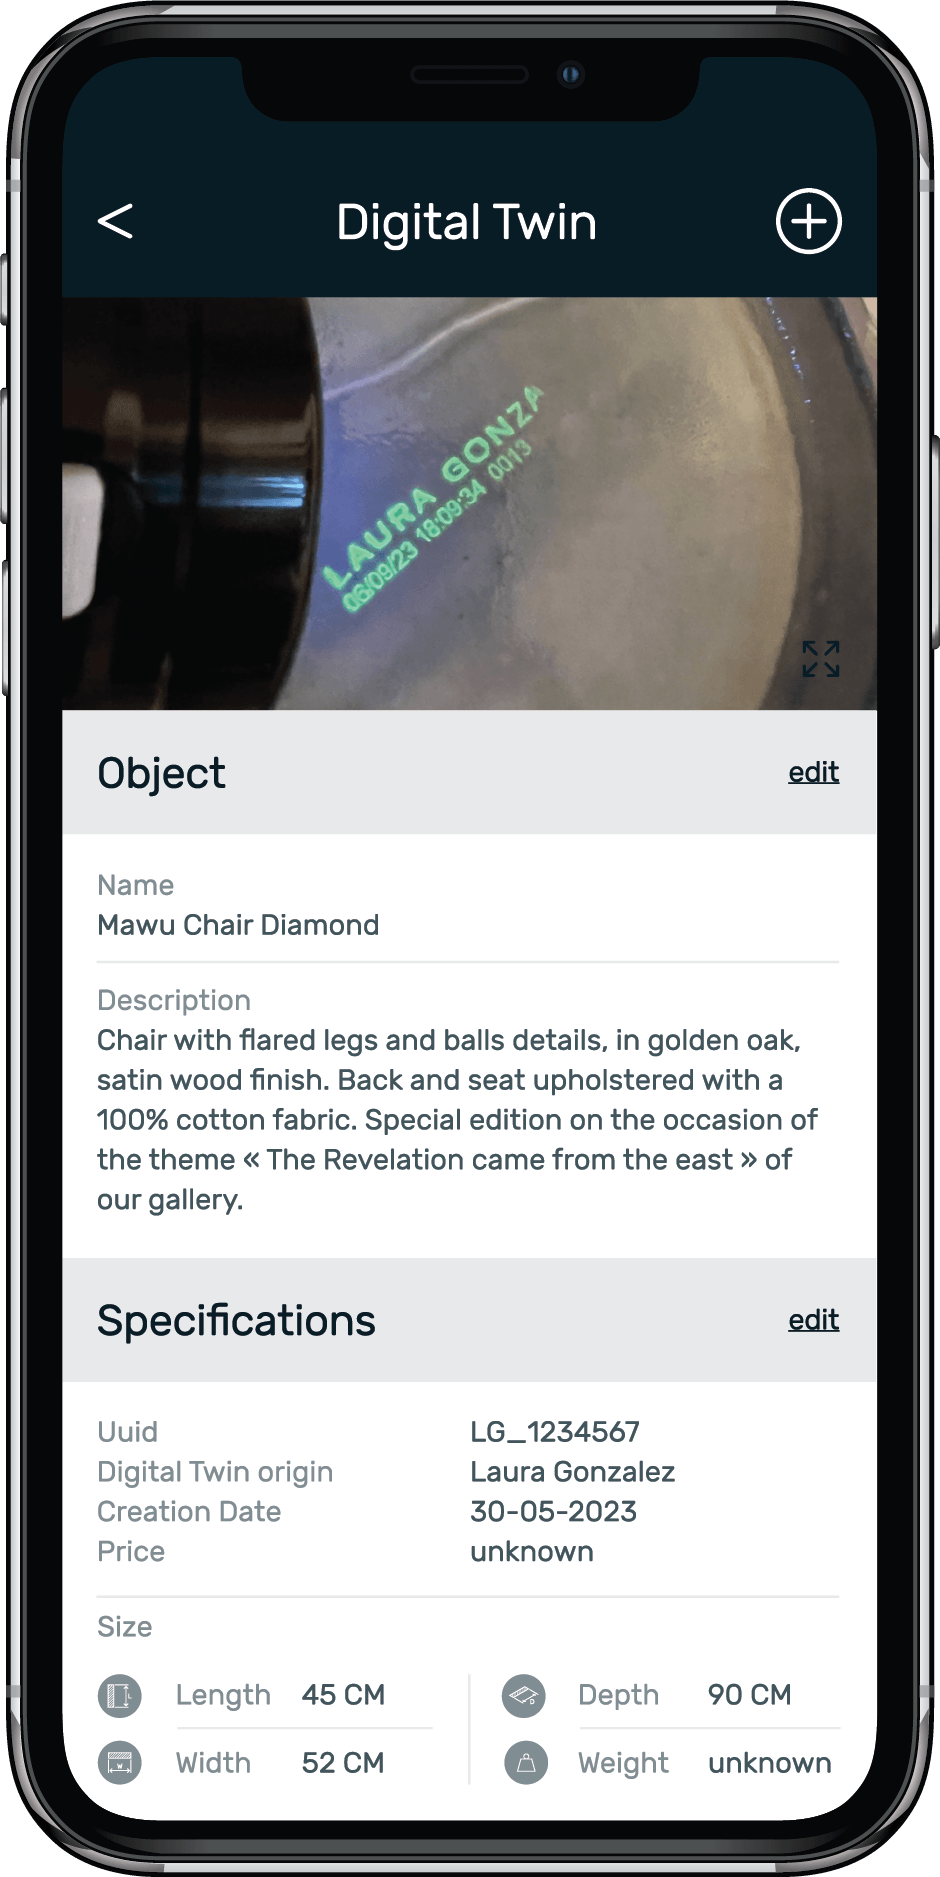 <
Digital Twin
LAURA GONZA
06/09/23 18:09:34 0013
Object
edit
Name
Mawu Chair Diamond
Description
Chair with flared legs and balls details, in golden oak,
satin wood finish. Back and seat upholstered with a
100% cotton fabric. Special edition on the occasion of
the theme « The Revelation came from the east » of
our gallery.
Specifications
edit
Uuid LG_1234567
Digital Twin origin Laura Gonzalez
Creation Date 30-05-2023
Price unknown
Size
Length 45 CM Depth 90 CM
Width 52 CM Weight unknown